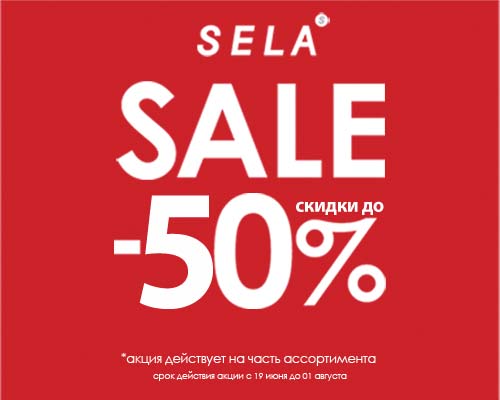 SELA
SALE
скидки до
-50%
*акция действует на часть ассортимента
срок действия акции с 19 июня до 01 августа